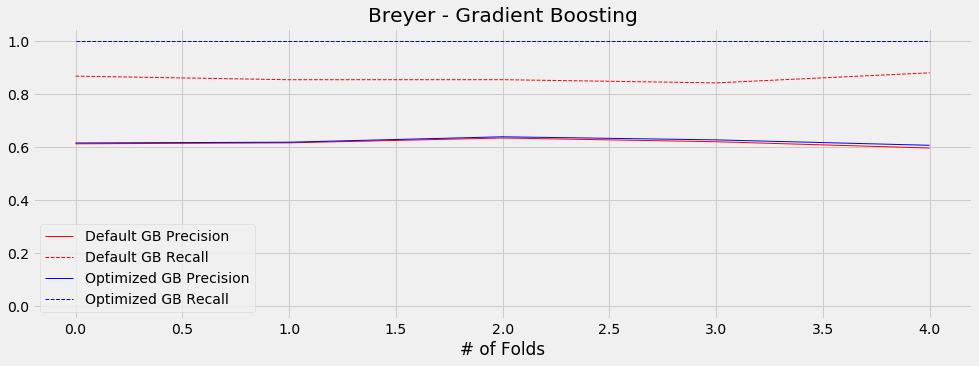 Breyer - Gradient Boosting
1.0
0.8
0.6
0.4
0.2
0.0
Default GB Precision
Default GB Recall
Optimized GB Precision
Optimized GB Recall
0.0 0.5 1.0 1.5 2.0 2.5 3.0 3.5 4.0
# of Folds